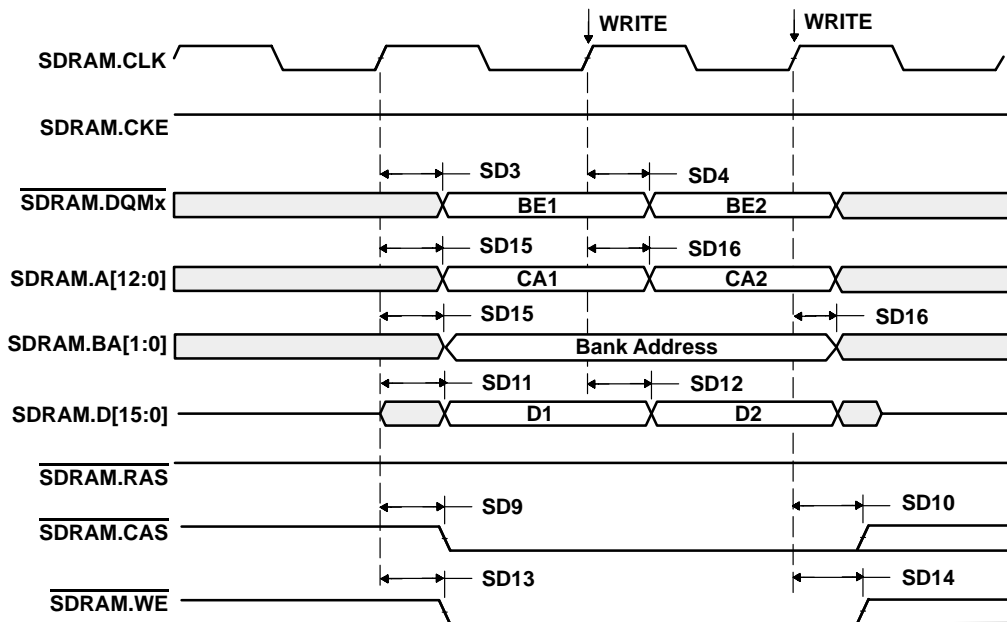 WRITE WRITE
SDRAM.CLK
SDRAM.CKE
SD3 SD4
SDRAM.DQMx BE1 BE2
SD15 SD16
SDRAM.A[12:0] CA1 CA2
SD15 SD16
SDRAM.BA[1:0] Bank Address
SD11 SD12
SDRAM.D[15:0] D1 D2
SDRAM.RAS
SD9 SD10
SDRAM.CAS
SD13 SD14
SDRAM.WE